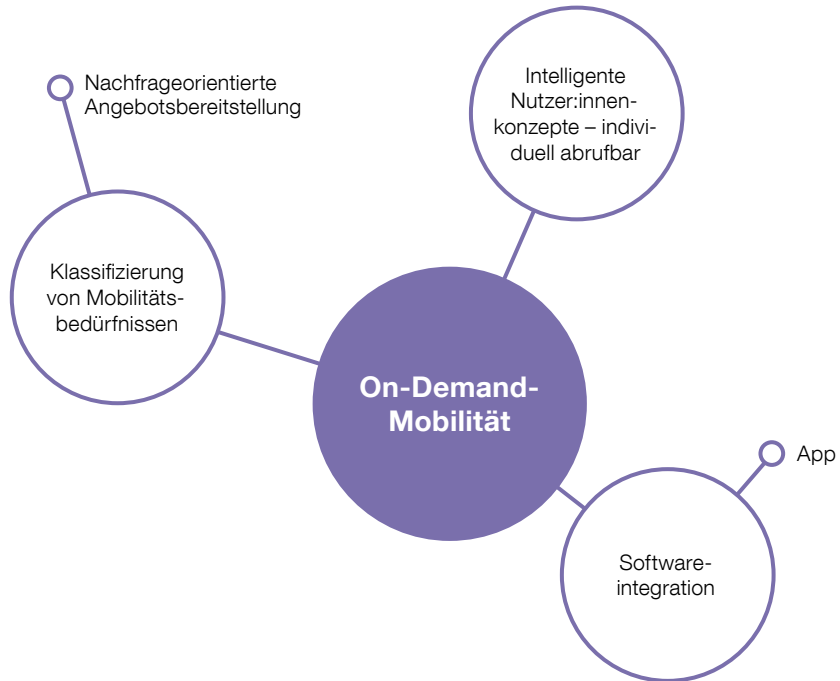 Nachfrageorientierte
Angebotsbereitstellung
Intelligente
Nutzer:innen-
konzepte – indivi-
duell abrufbar
Klassifizierung
von Mobilitäts-
bedürfnissen
On-Demand-
Mobilität
App
Software-
integration